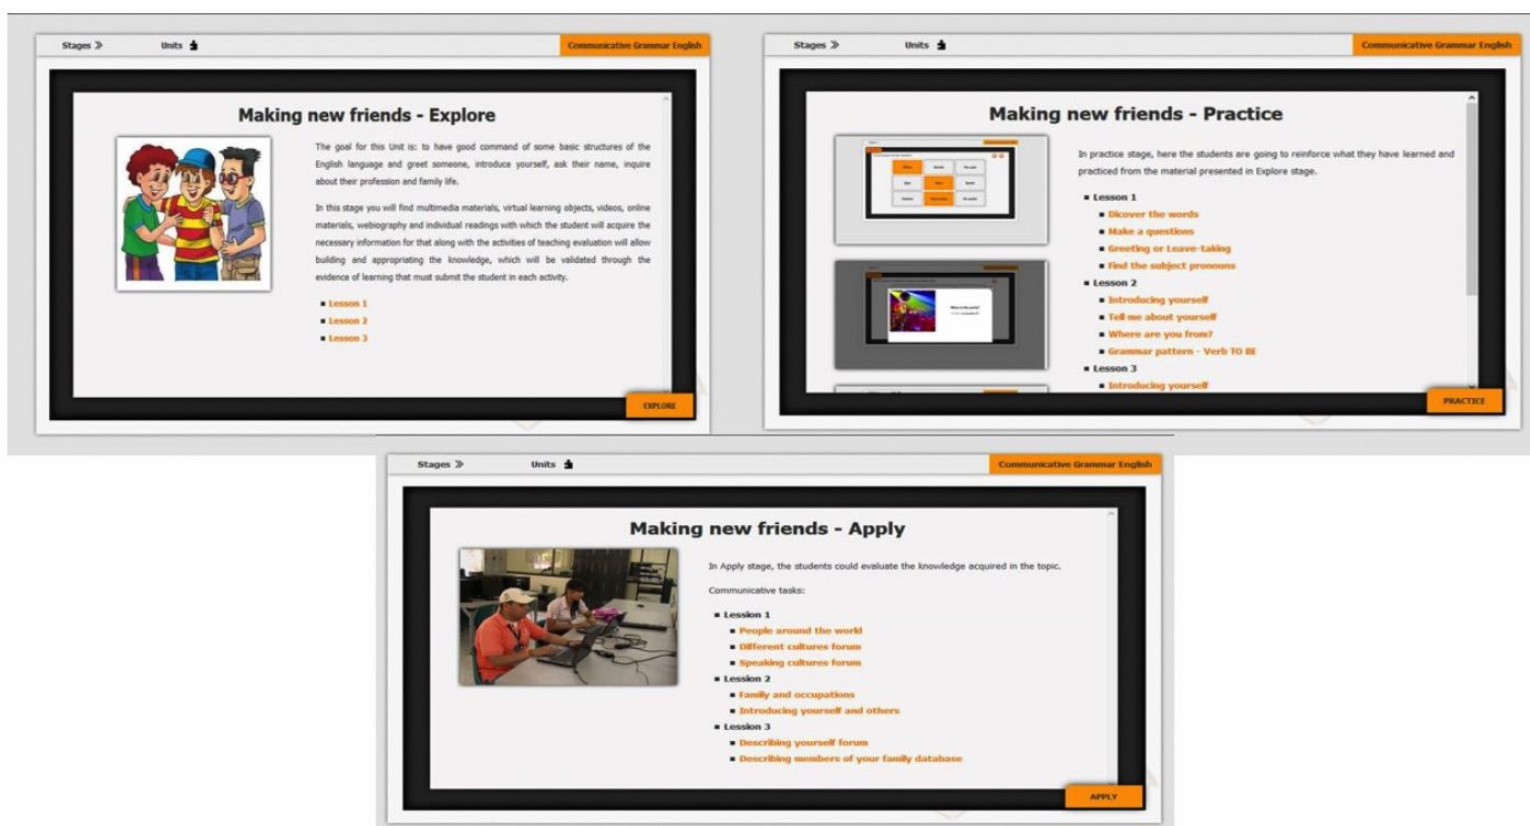 Stages »
Units
Communicative Grammar English
Making new friends - Explore
The goal for this Unit is: to have good command of some basic structures of the
English language and greet someone, introduce yourself, ask their name, inquire
about their profession and family life.
In this stage you will find multimedia materials, virtual learning objects, videos, online
materials, webiography and individual readings with which the student will acquire the
necessary information for that along with the activities of teaching evaluation will allow
building and appropriating the knowledge, which will be validated through the
evidence of learning that must submit the student in each activity.
Lesson 1
Lesson 2
Lesson 3
EXPLORE
Stages »
Units
Communicative Grammar English
Making new friends - Practice
In practice stage, here the students are going to reinforce what they have learned and
practiced from the material presented in Explore stage.
Lesson 1
Dicover the words
Make a questions
Greeting or Leave-taking
Find the subject pronouns
Lesson 2
Introducing yourself
Tell me about yourself
Where are you from?
Grammar pattern - Verb TO BE
Lesson 3
Introducing yourself
PRACTICE
Stages »
Units
Communicative Grammar English
Making new friends - Apply
In Apply stage, the students could evaluate the knowledge acquired in the topic.
Communicative tasks:
Lession 1
People around the world
Different cultures forum
Speaking cultures forum
Lession 2
Family and occupations
Introducing yourself and others
Lession 3
Describing yourself forum
Describing members of your family database
APPLY